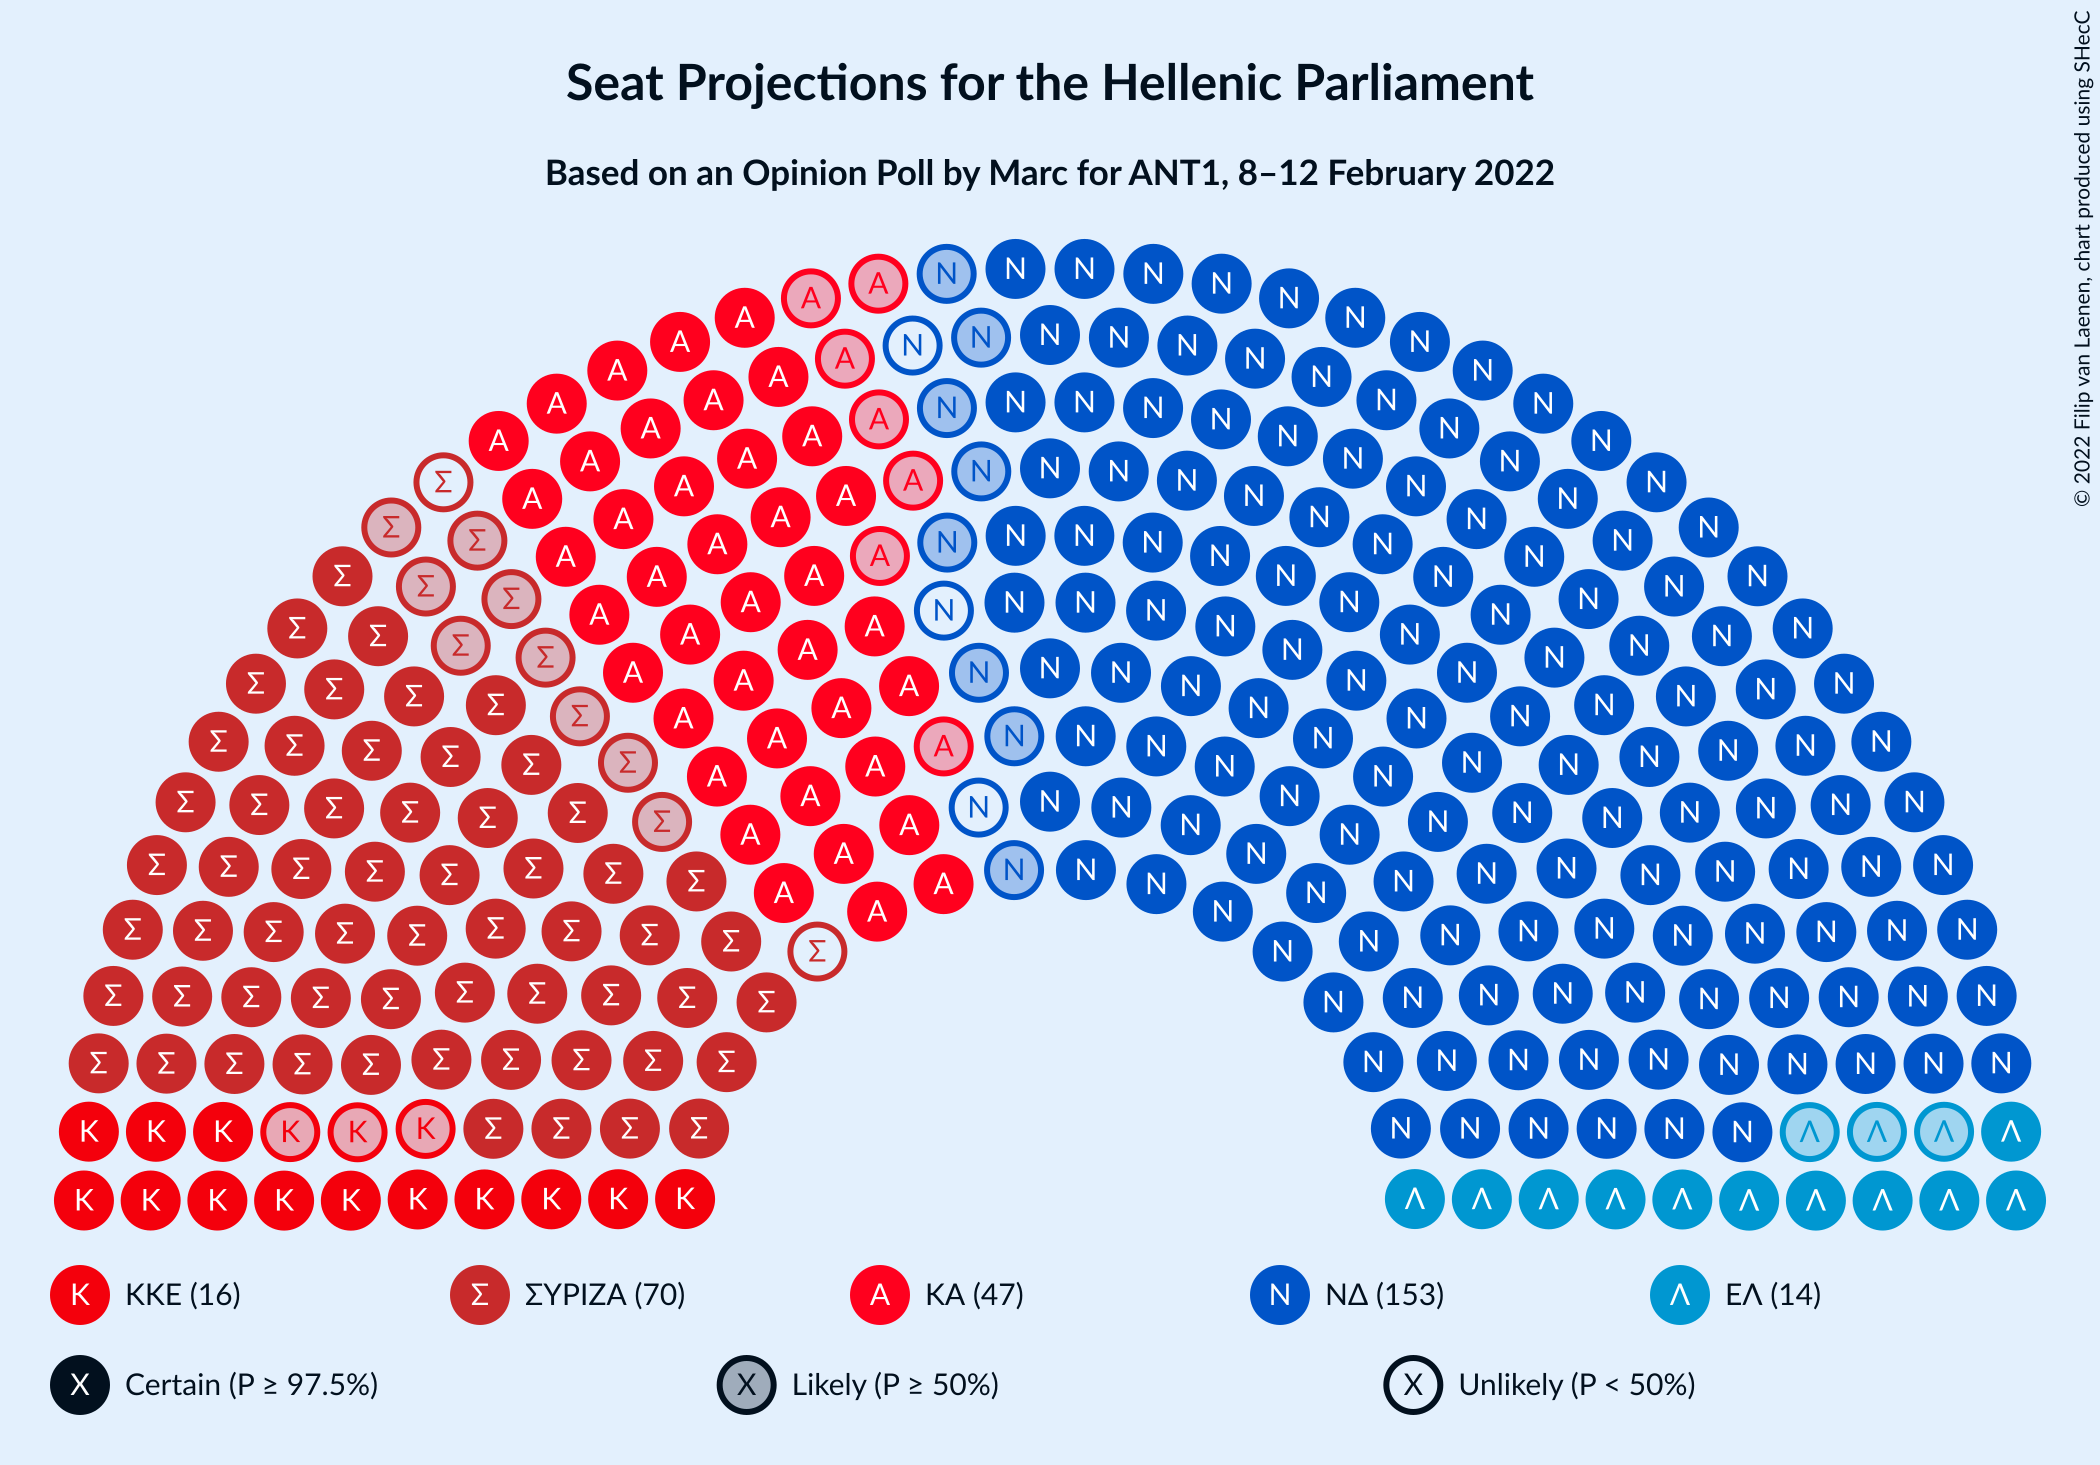 Seat Projections for the Hellenic Parliament
Based on an Opinion Poll by Marc for ANT1, 8–12 February 2022
© 2022 Filip van Laenen, chart produced using SHecC
K ΚΚΕ (16) Σ ΣΥΡΙΖΑ (70) Α ΚΑ (47) Ν ΝΔ (153) Λ ΕΛ (14)
X Certain (P ≥ 97.5%) X Likely (P ≥ 50%) X Unlikely (P < 50%)